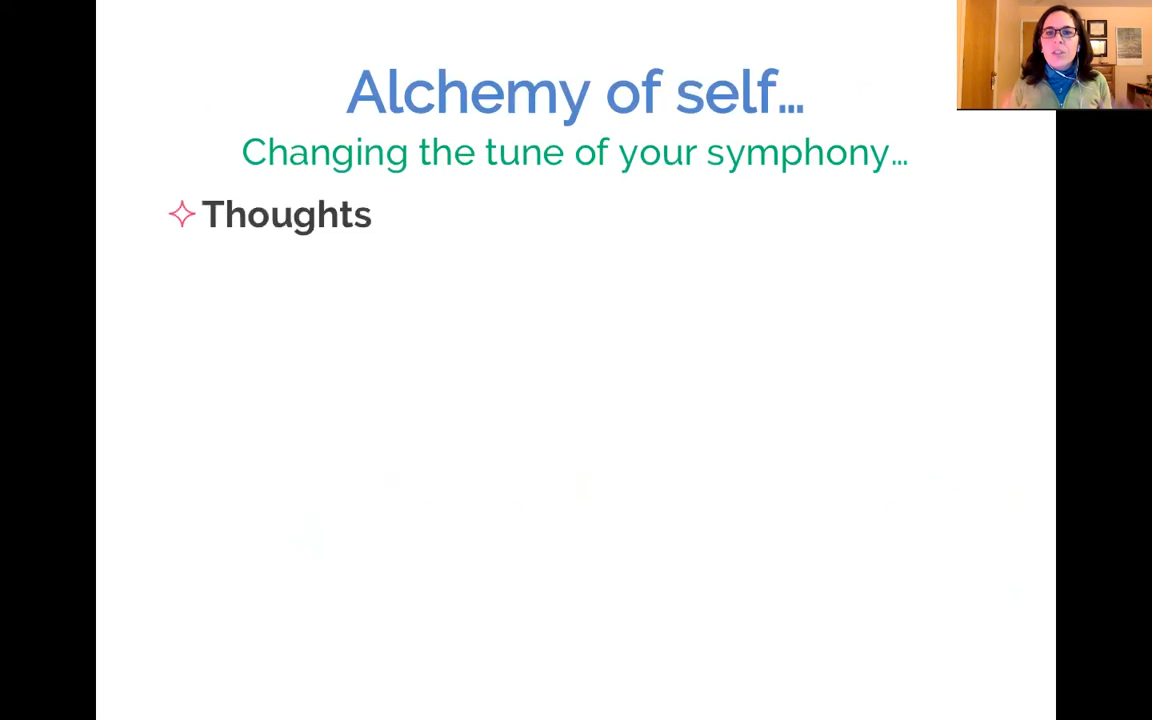 Alchemy of self…
Changing the tune of your symphony…
Thoughts